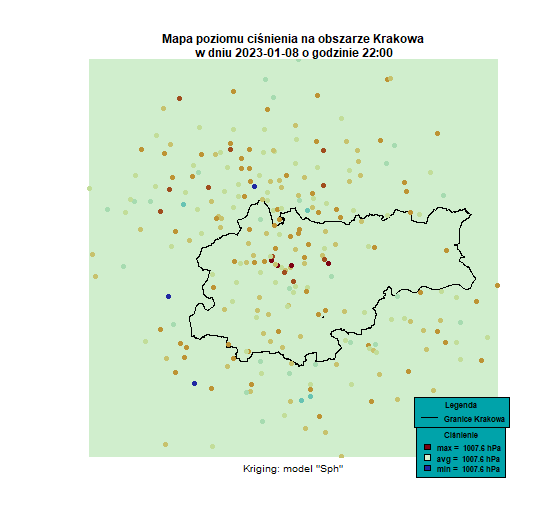 Mapa poziomu ciśnienia na obszarze Krakowa
w dniu 2023-01-08 o godzinie 22:00
Legenda
Granice Krakowa
Ciśnienie
max = 1007.6 hPa
avg = 1007.6 hPa
min = 1007.6 hPa
Kriging: model "Sph"